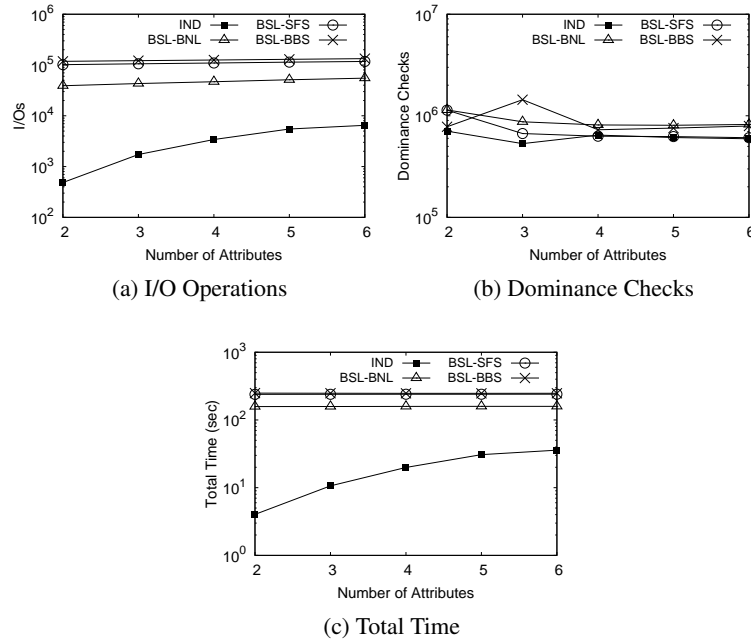 10^6
10^5
10^4
10^3
10^2
I/Os
IND
BSL-BNL
BSL-SFS
BSL-BBS
2 3 4 5 6
Number of Attributes
(a) I/O Operations
10^7
10^6
10^5
Dominance Checks
IND
BSL-BNL
BSL-SFS
BSL-BBS
2 3 4 5 6
Number of Attributes
(b) Dominance Checks
10^3
10^2
10^1
10^0
Total Time (sec)
IND
BSL-BNL
BSL-SFS
BSL-BBS
2 3 4 5 6
Number of Attributes
(c) Total Time